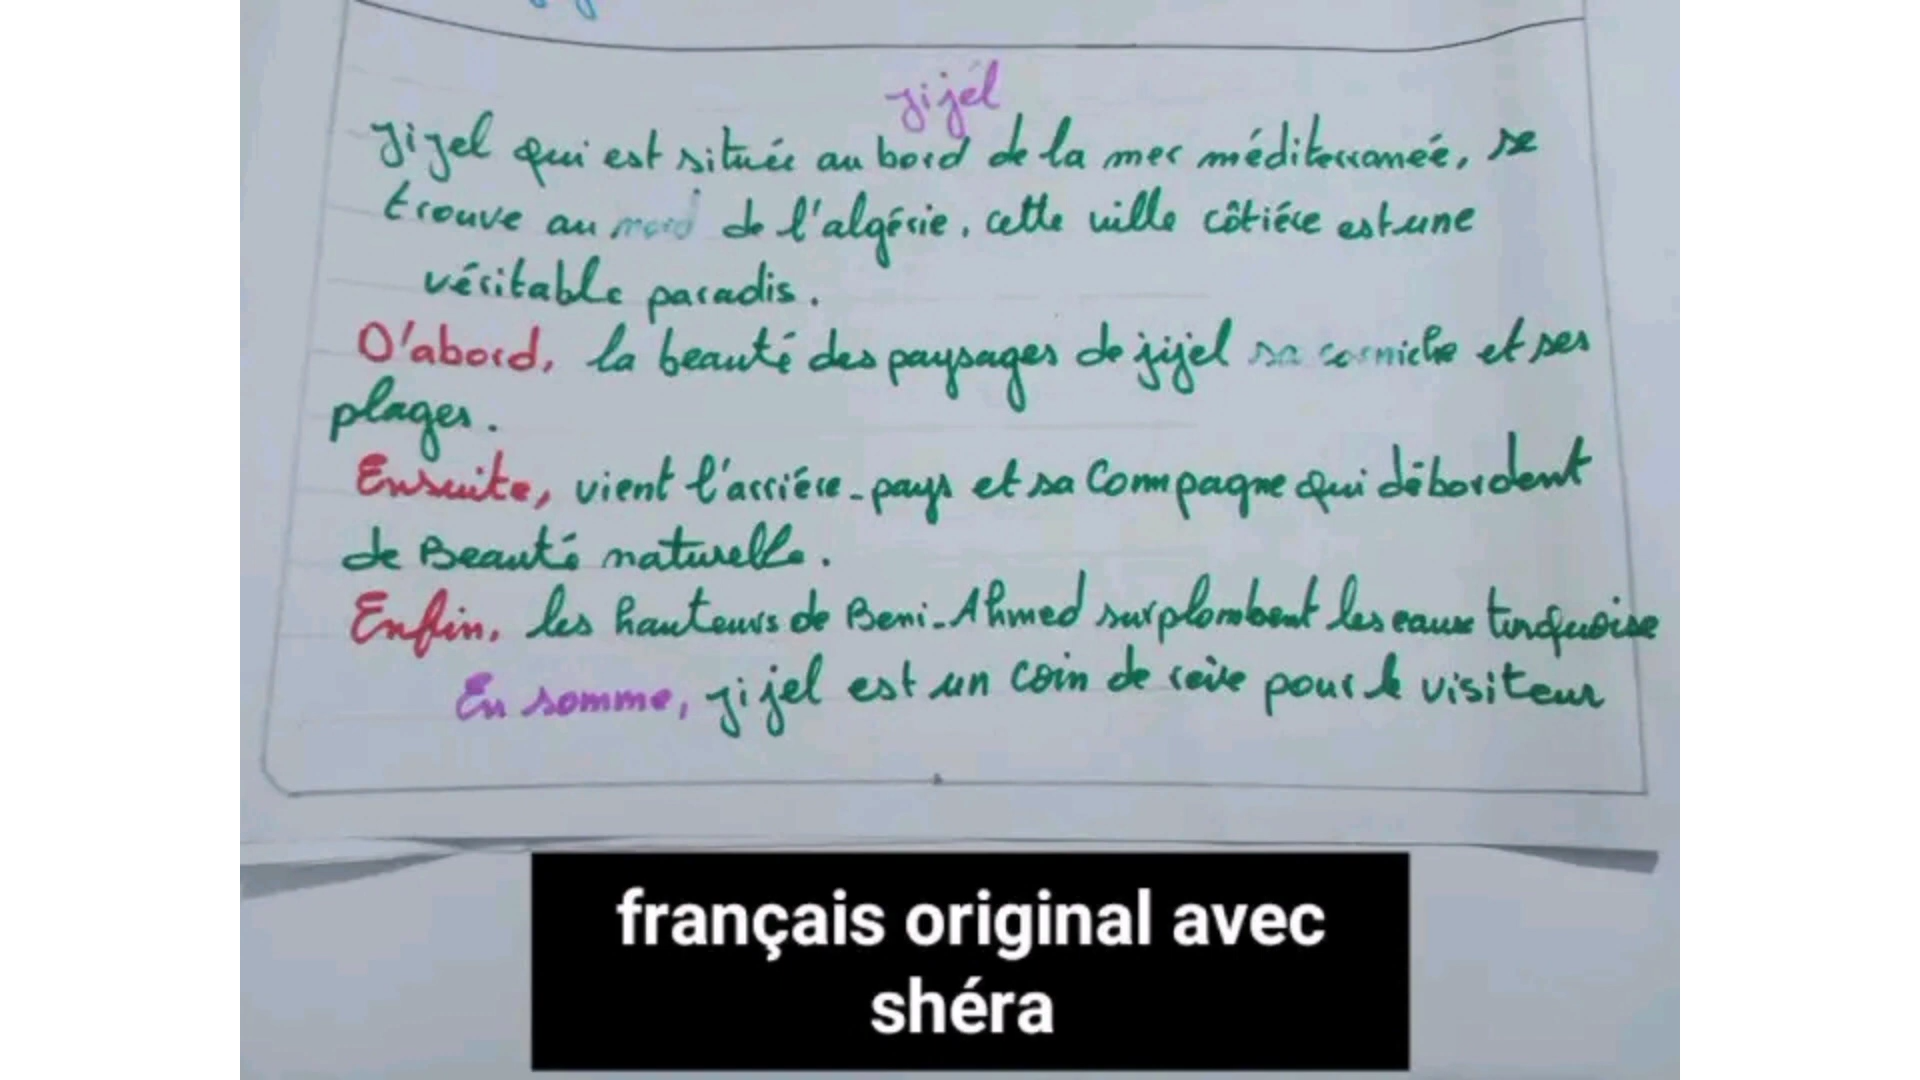 jijel
jijel qui est située au bord de la mer méditerranée, se
trouve au nord de l'algérie, cette ville côtiére est une
véritable paradis.
D'abord, la beauté des paysages de jijel sa corniche et ses
plages.
Ensuite, vient l'arriére-pays et sa Compagne qui débordent
de Beauté naturelle.
Enfin, les hauteurs de Beni-Ahmed surplombent les eaux turquoise
En somme, jijel est un coin de reive pour le visiteur
français original avec
shéra